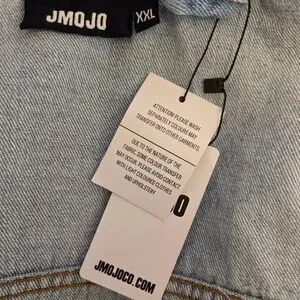 JMOJO
XXL
ATTENTION PLEASE WASH
SEPARATELY COLOURS MAY
TRANSFER ONTO OTHER GARMENTS.
DUE TO THE NATURE OF THE
FABRIC SOME COLOUR TRANSFER
MAY OCCUR. PLEASE AVOID CONTACT
WITH LIGHT COLOURED CLOTHES
AND UPHOLSTERY
O
JMOJOCO.COM